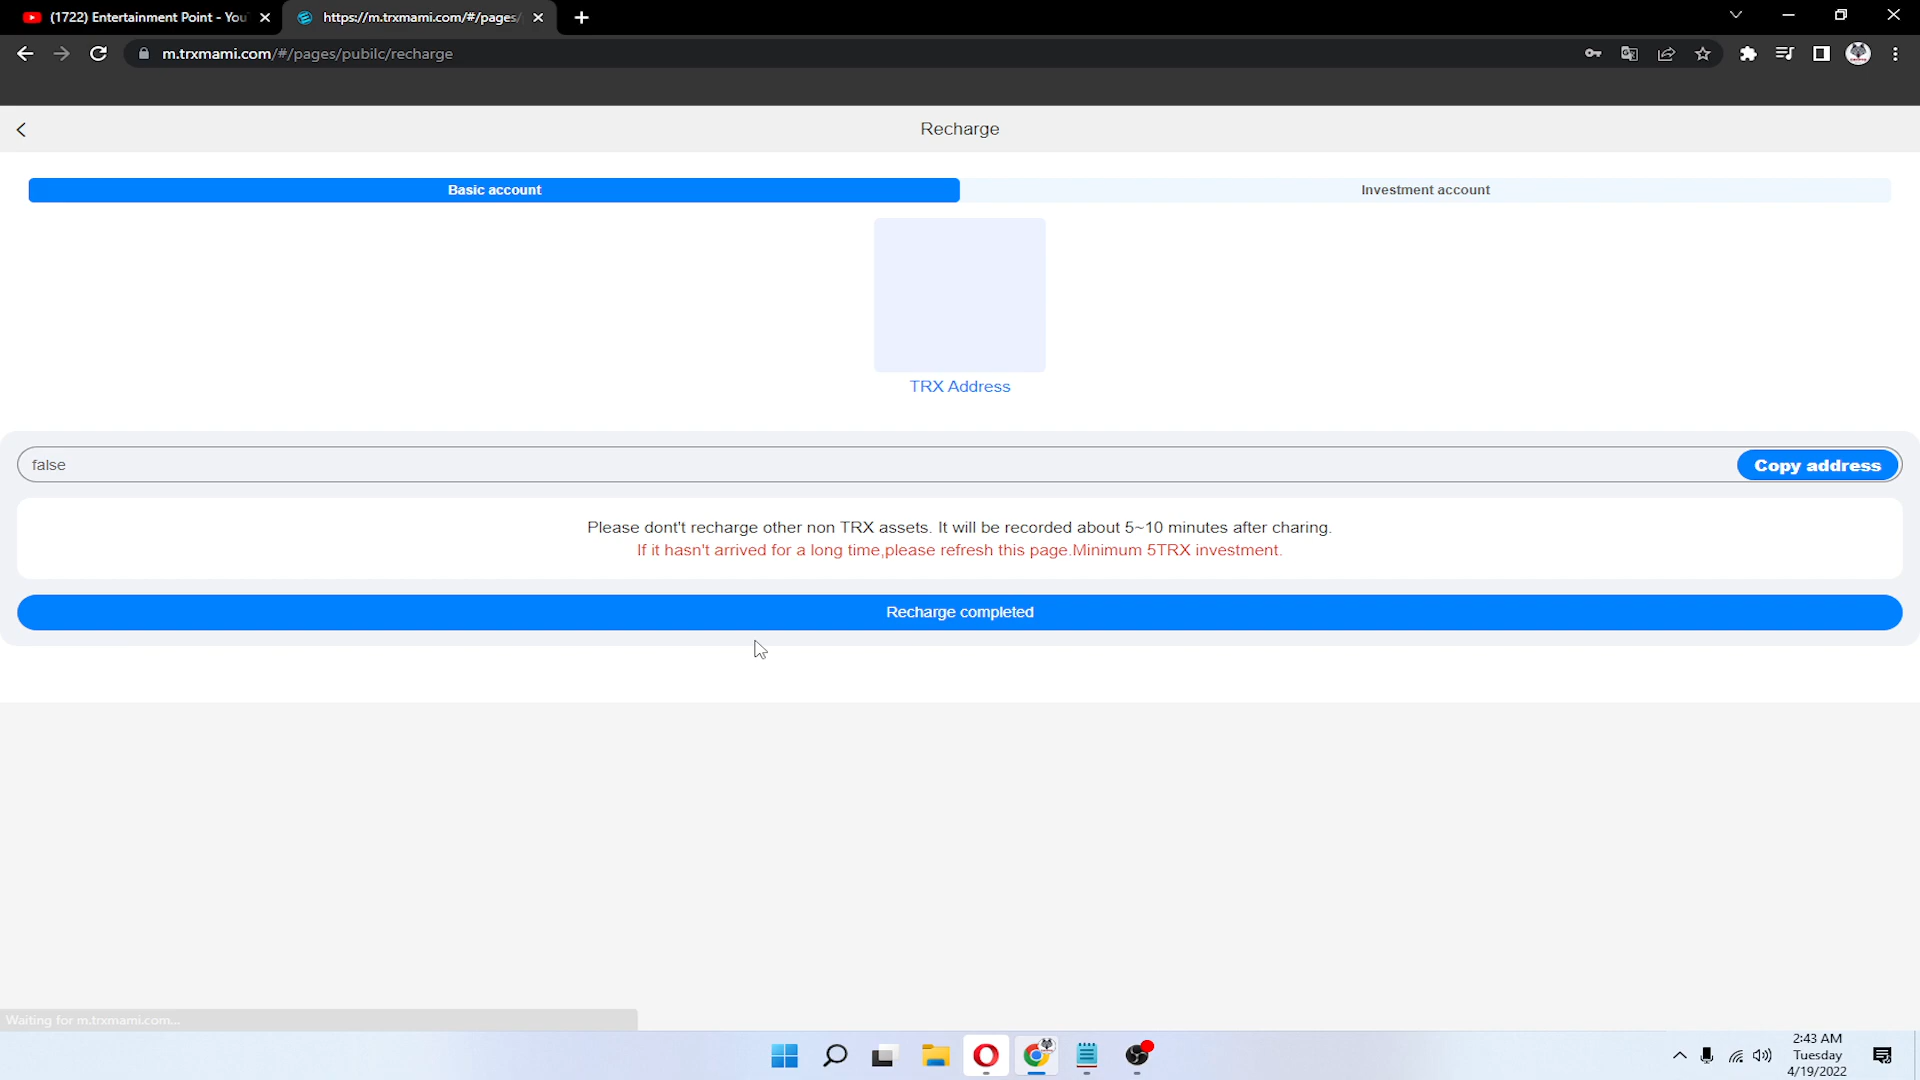 (1722) Entertainment Point - You
https://m.trxmami.com/#/pages/
m.trxmami.com/#/pages/pubilc/recharge
Recharge
Basic account
Investment account
TRX Address
false
Copy address
Please dont't recharge other non TRX assets. It will be recorded about 5~10 minutes after charing.
If it hasn't arrived for a long time,please refresh this page.Minimum 5TRX investment.
Recharge completed
Waiting for m.trxmami.com...
2:43 AM
Tuesday
4/19/2022